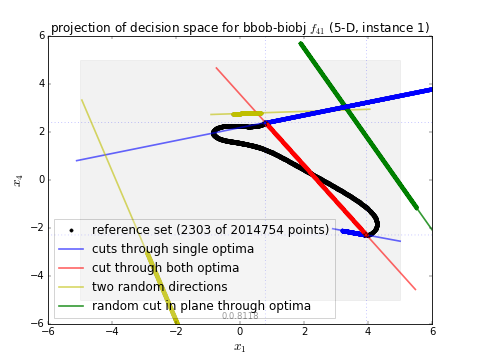 projection of decision space for bbob-biobj f₄₁ (5-D, instance 1)
6
4
2
0
−2
−4
−6
x₄
reference set (2303 of 2014754 points)
cuts through single optima
cut through both optima
two random directions
random cut in plane through optima
0.0.8118
−6
−4
−2
0
2
4
6
x₁